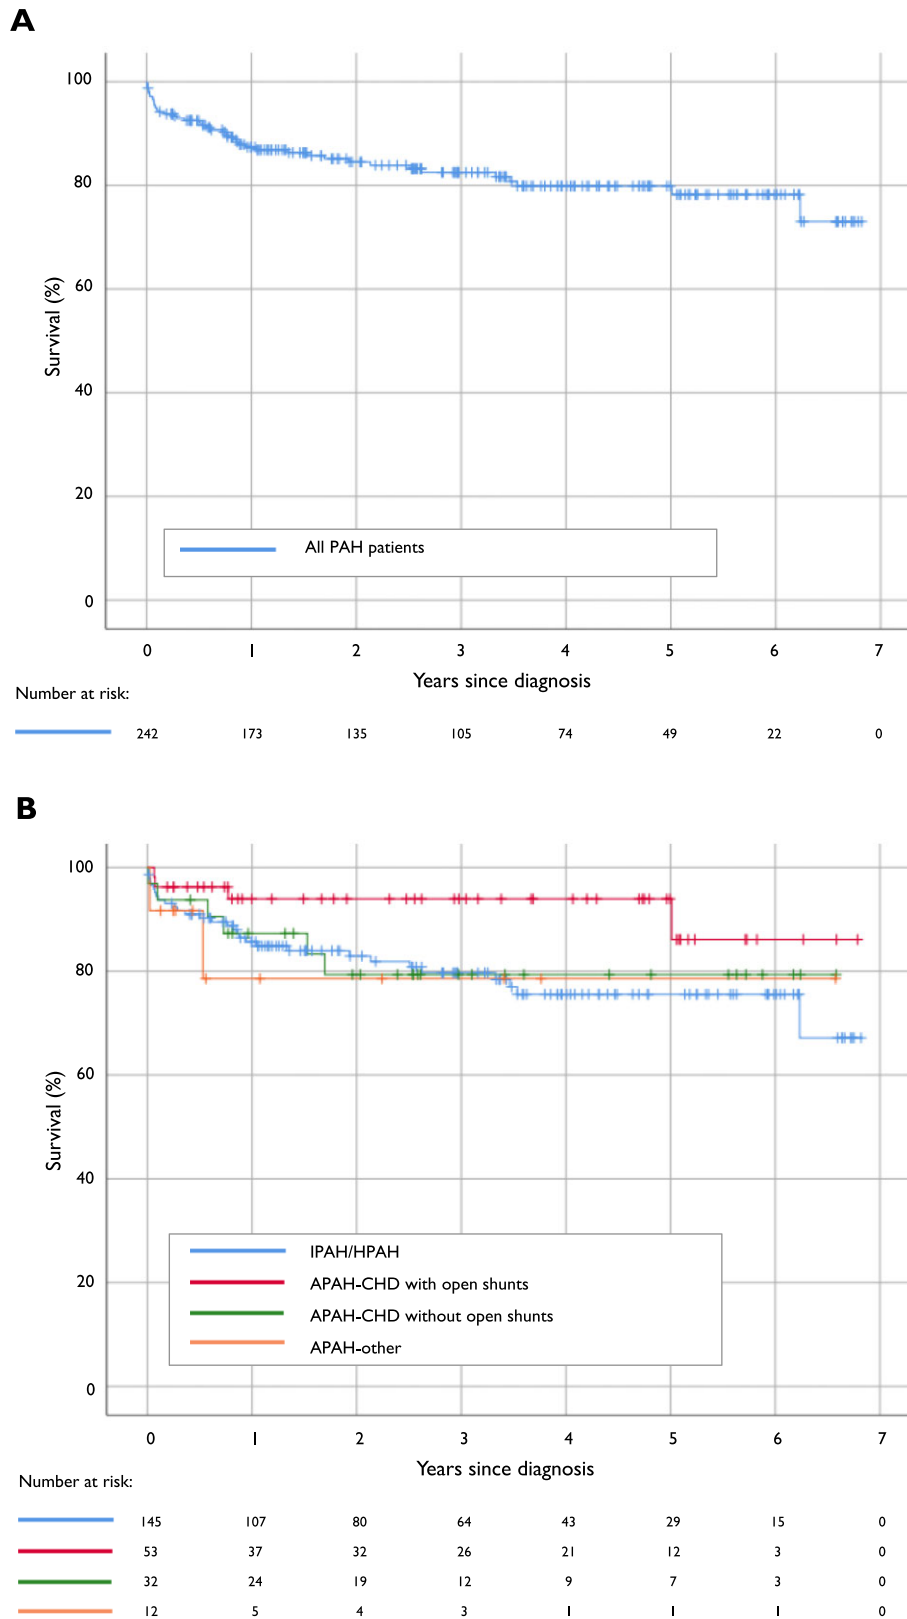 A
100
80
60
40
20
0
Survival (%)
All PAH patients
0 1 2 3 4 5 6 7
Years since diagnosis
Number at risk:
242 173 135 105 74 49 22 0
B
100
80
60
40
20
0
Survival (%)
IPAH/HPAH
APAH-CHD with open shunts
APAH-CHD without open shunts
APAH-other
0 1 2 3 4 5 6 7
Years since diagnosis
Number at risk:
145 107 80 64 43 29 15 0
53 37 32 26 21 12 3 0
32 24 19 12 9 7 3 0
12 5 4 3 1 1 1 0